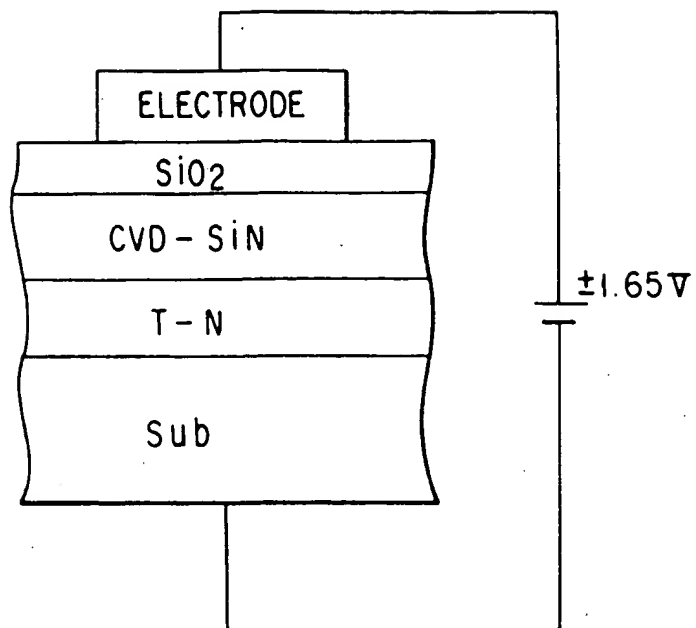 ELECTRODE
SiO2
CVD-SiN
±1.65V
T-N
Sub